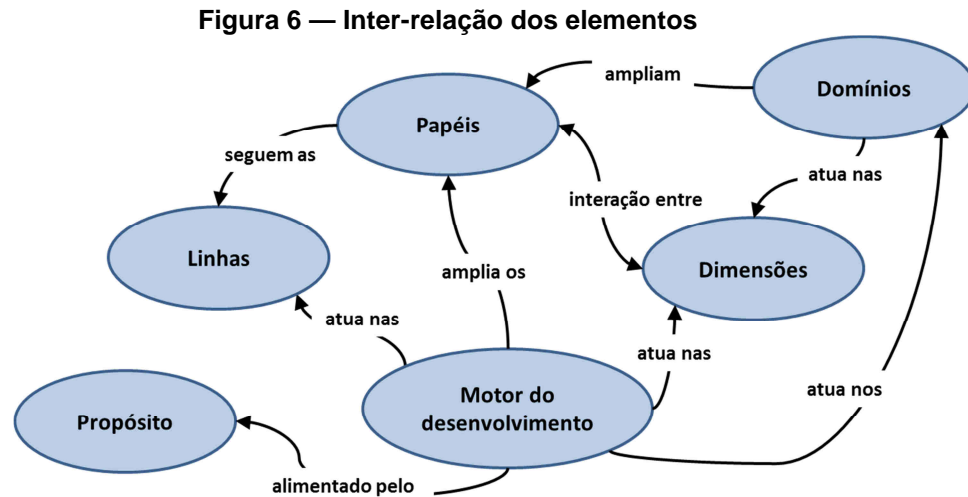 Figura 6 — Inter-relação dos elementos
ampliam
Domínios
Papéis
seguem as
atua nas
interação entre
Linhas
amplia os
Dimensões
atua nas
atua nas
Motor do
desenvolvimento
atua nos
Propósito
alimentado pelo